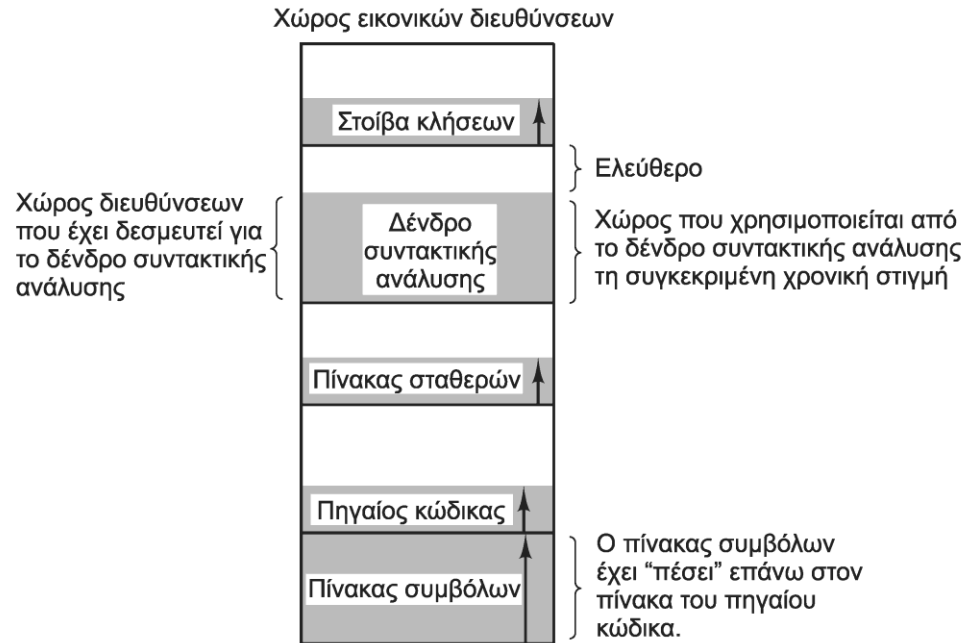 Χώρος εικονικών διευθύνσεων
Στοίβα κλήσεων
Ελεύθερο
Χώρος διευθύνσεων
που έχει δεσμευτεί για
το δένδρο συντακτικής
ανάλυσης
Δένδρο
συντακτικής
ανάλυσης
Χώρος που χρησιμοποιείται από
το δένδρο συντακτικής ανάλυσης
τη συγκεκριμένη χρονική στιγμή
Πίνακας σταθερών
Πηγαίος κώδικας
Πίνακας συμβόλων
Ο πίνακας συμβόλων
έχει “πέσει” επάνω στον
πίνακα του πηγαίου
κώδικα.